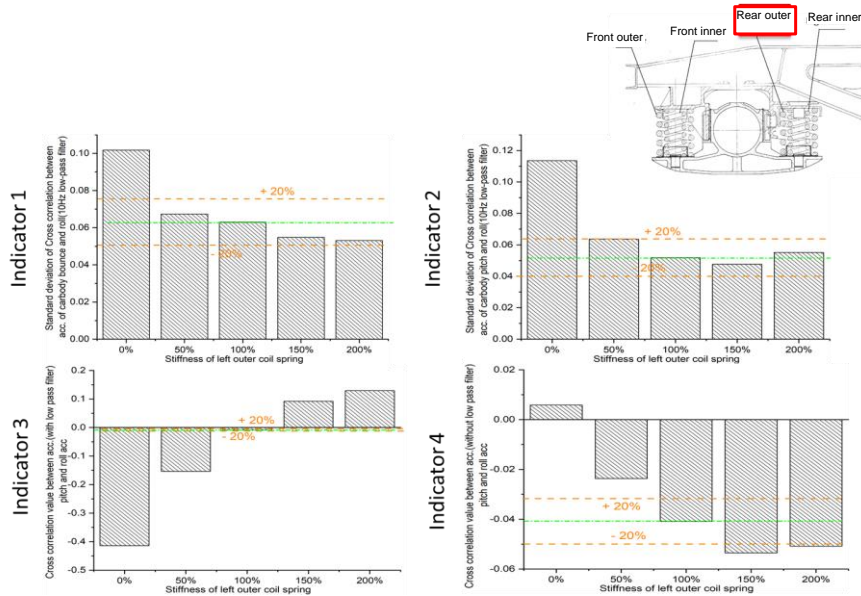 Rear outer
Rear inner
Front outer
Front inner
Indicator 1
Standard deviation of Cross correlation between
acc. of carbody bounce and roll(10Hz low-pass filter)
0.10
0.08
0.06
0.04
0.02
0.00
+ 20%
- 20%
0%
50%
100%
150%
200%
Stiffness of left outer coil spring
Indicator 2
Standard deviation of Cross correlation between
acc. of carbody pitch and roll(10Hz low-pass filter)
0.12
0.10
0.08
0.06
0.04
0.02
0.00
+ 20%
20%
0%
50%
100%
150%
200%
Stiffness of left outer coil spring
Indicator 3
Cross correlation value between acc.(with low pass filter)
pitch and roll acc
0.2
0.1
0.0
-0.1
-0.2
-0.3
-0.4
-0.5
+ 20%
- 20%
0%
50%
100%
150%
200%
Stiffness of left outer coil spring
Indicator 4
Cross correlation value between acc.(without low pass filter)
pitch and roll acc
0.02
0.00
-0.02
-0.04
-0.06
+ 20%
- 20%
0%
50%
100%
150%
200%
Stiffness of left outer coil spring